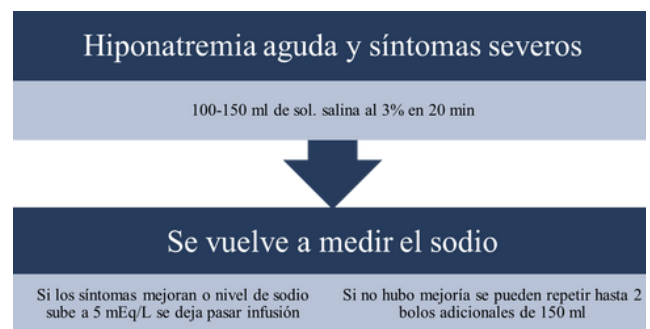 Hiponatremia aguda y síntomas severos
100-150 ml de sol. salina al 3% en 20 min
Se vuelve a medir el sodio
Si los síntomas mejoran o nivel de sodio
sube a 5 mEq/L se deja pasar infusión
Si no hubo mejoría se pueden repetir hasta 2
bolos adicionales de 150 ml